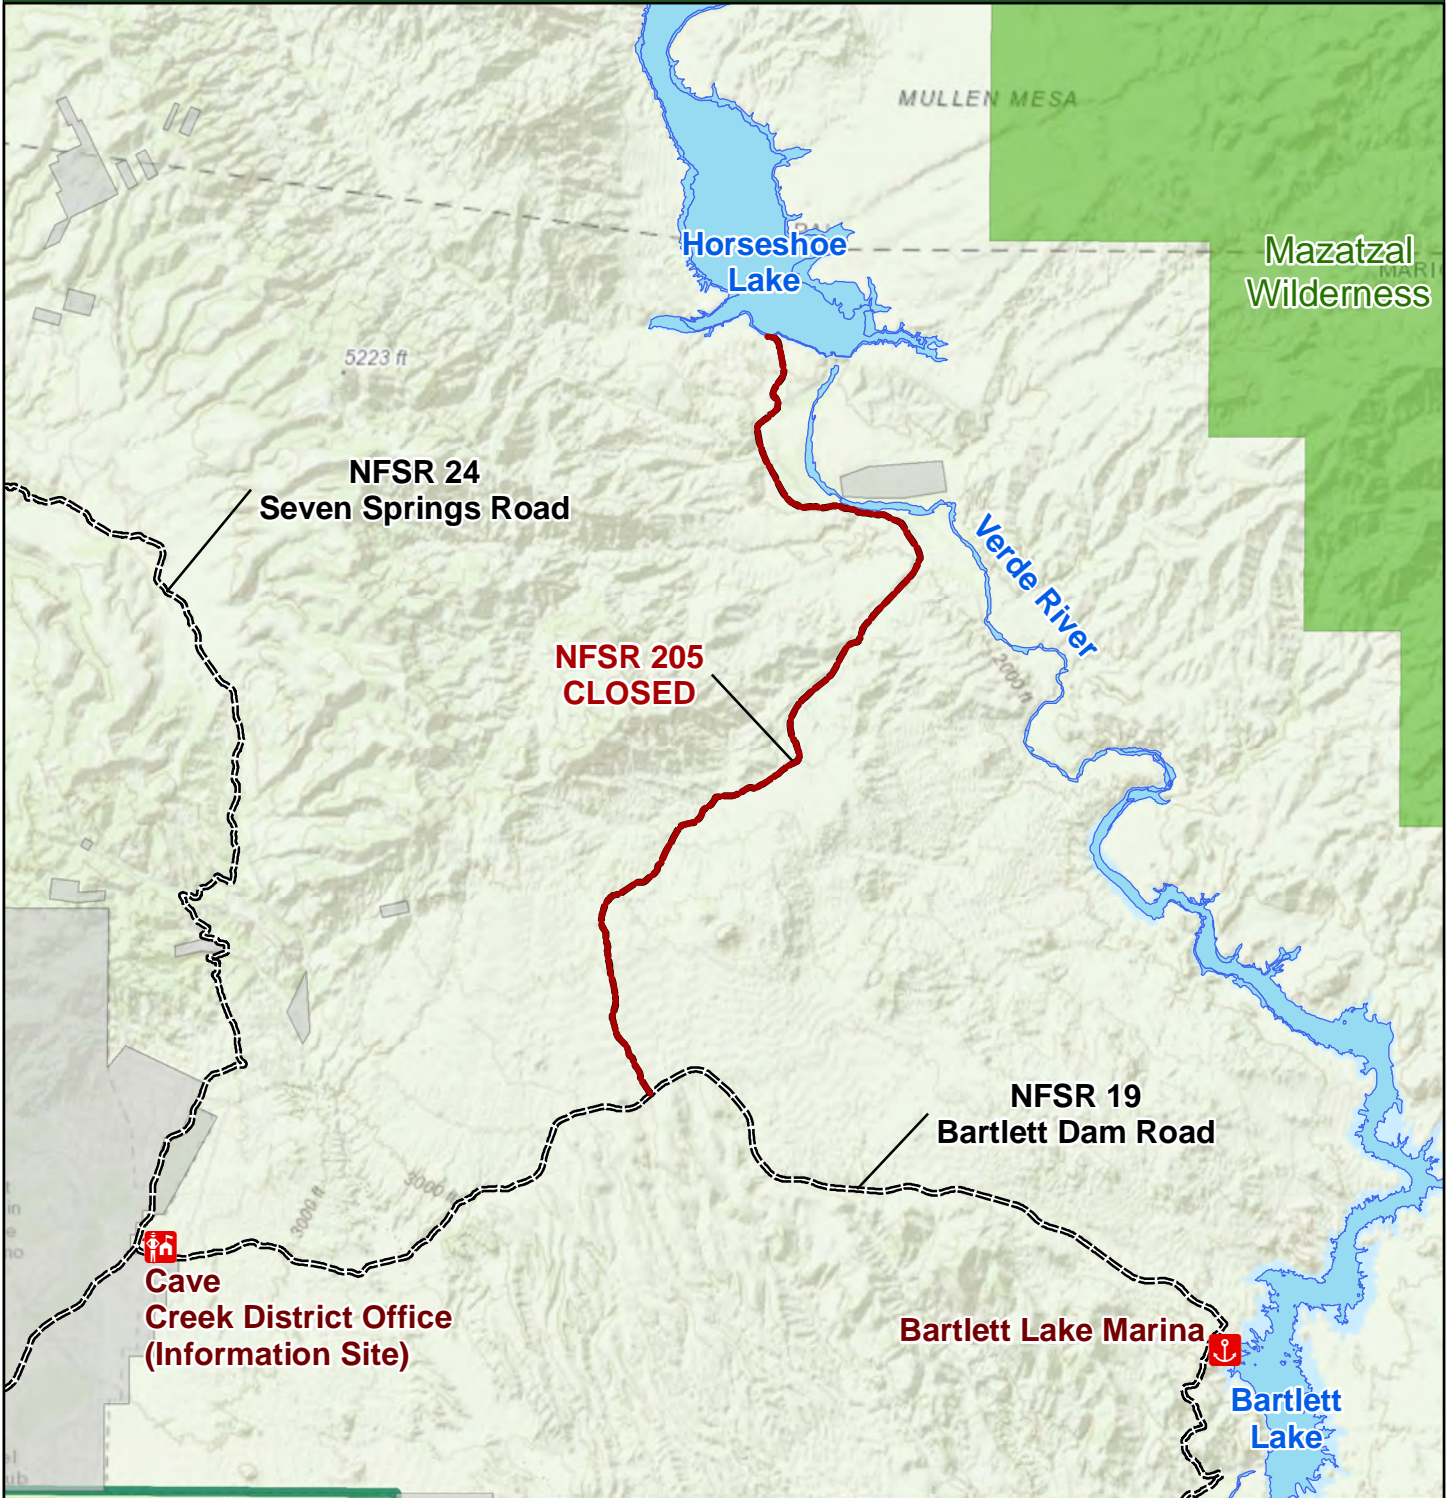 MULLEN MESA
Horseshoe
Lake
Mazatzal
Wilderness
5223 ft
NFSR 24
Seven Springs Road
Verde River
NFSR 205
CLOSED
2000 ft
NFSR 19
Bartlett Dam Road
3000
3000 ft
Cave
Creek District Office
(Information Site)
Bartlett Lake Marina
Bartlett
Lake